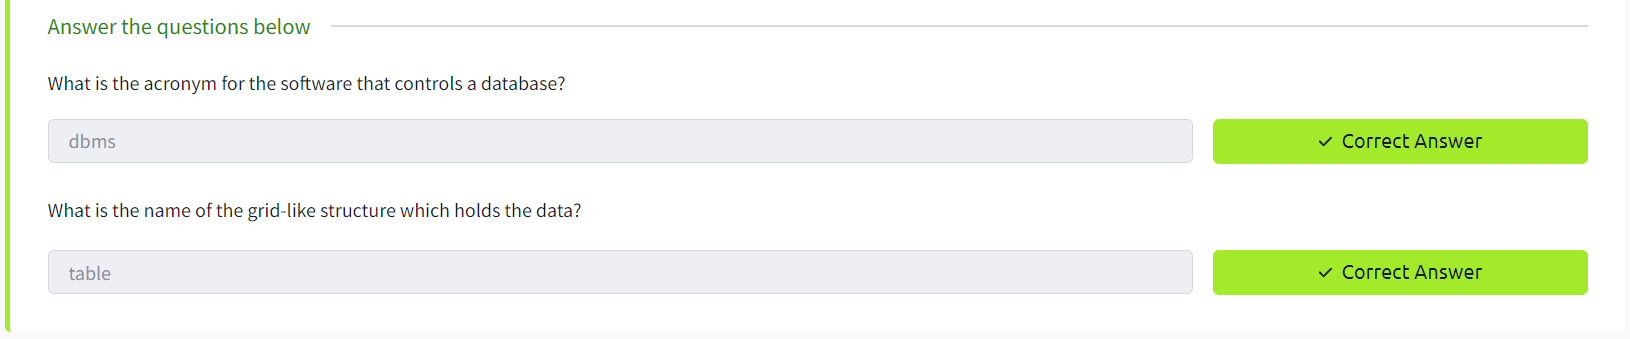 Answer the questions below
What is the acronym for the software that controls a database?
dbms
✓ Correct Answer
What is the name of the grid-like structure which holds the data?
table
✓ Correct Answer